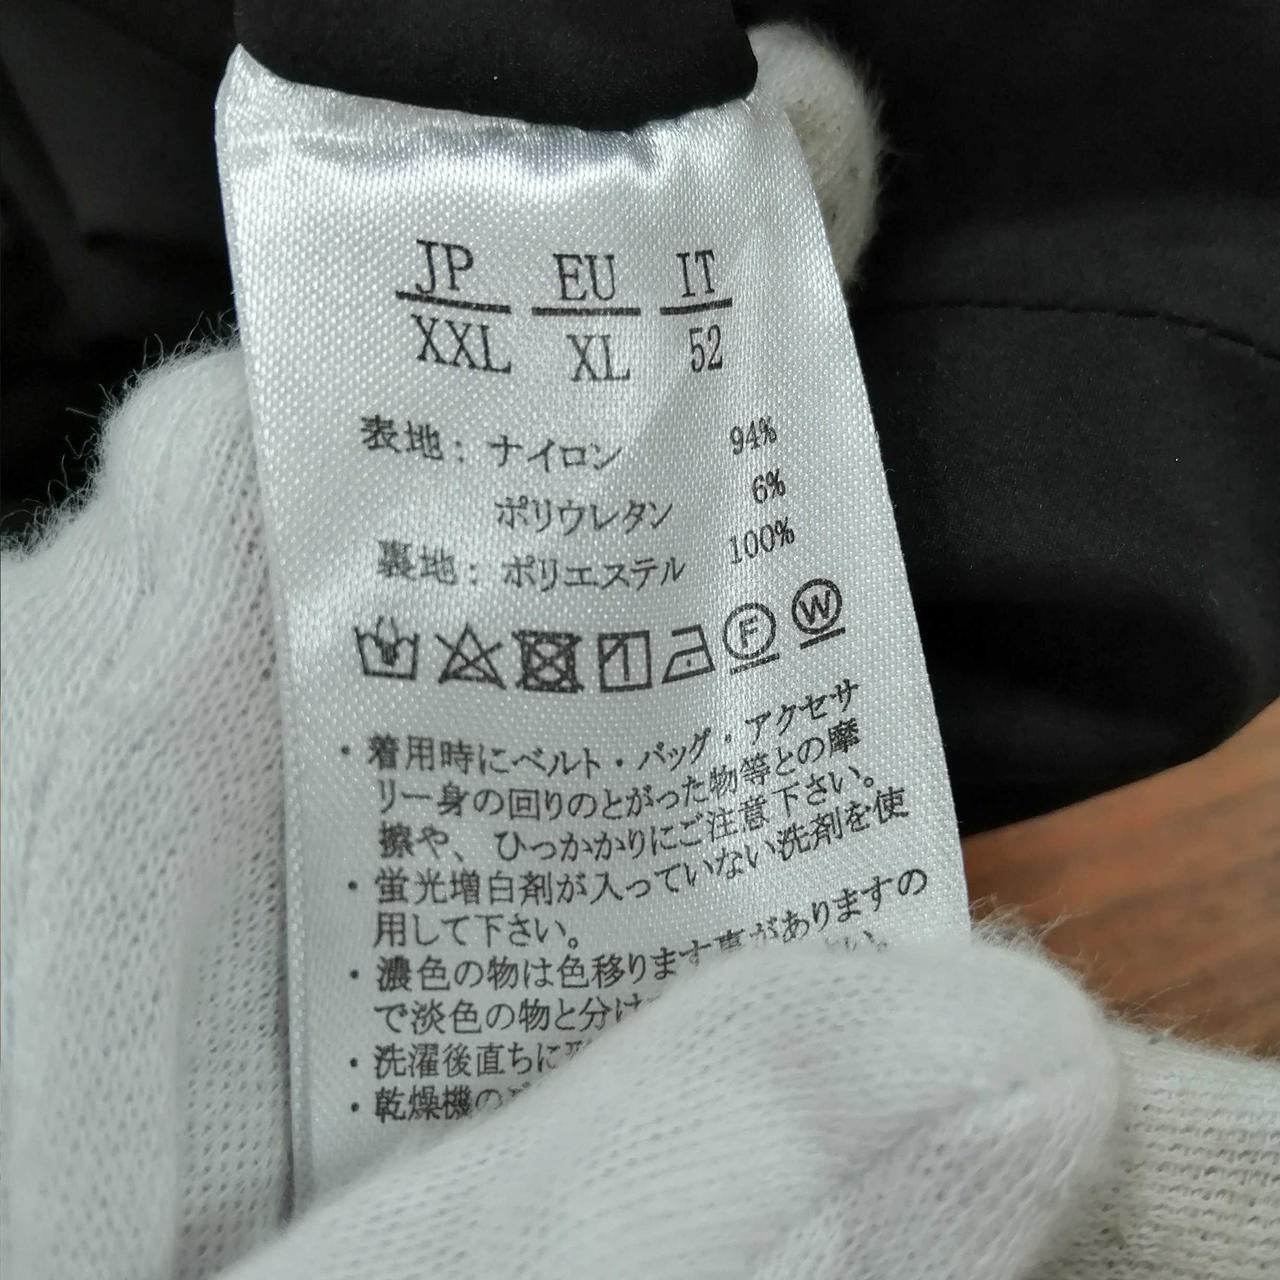 JP EU IT
XXL XL 52
表地: ナイロン 94%
ポリウレタン 6%
裏地: ポリエステル 100%
F W
・着用時にベルト・バッグ・アクセサ
リー身の回りのとがった物等との摩
擦や、ひっかかりにご注意下さい。
・蛍光増白剤が入っていない洗剤を使
用して下さい。
・濃色の物は色移ります事がありますの
で淡色の物と分け
・洗濯後直ちに
・乾燥機の